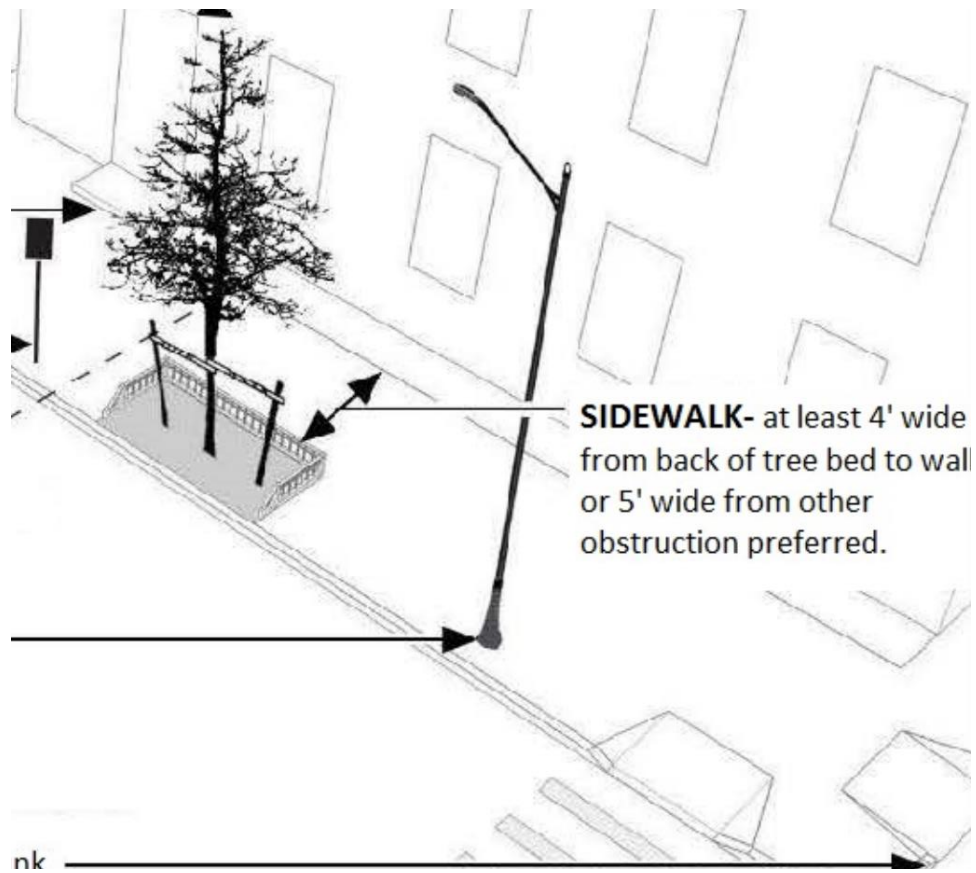 SIDEWALK- at least 4' wide
from back of tree bed to wall
or 5' wide from other
obstruction preferred.
nk